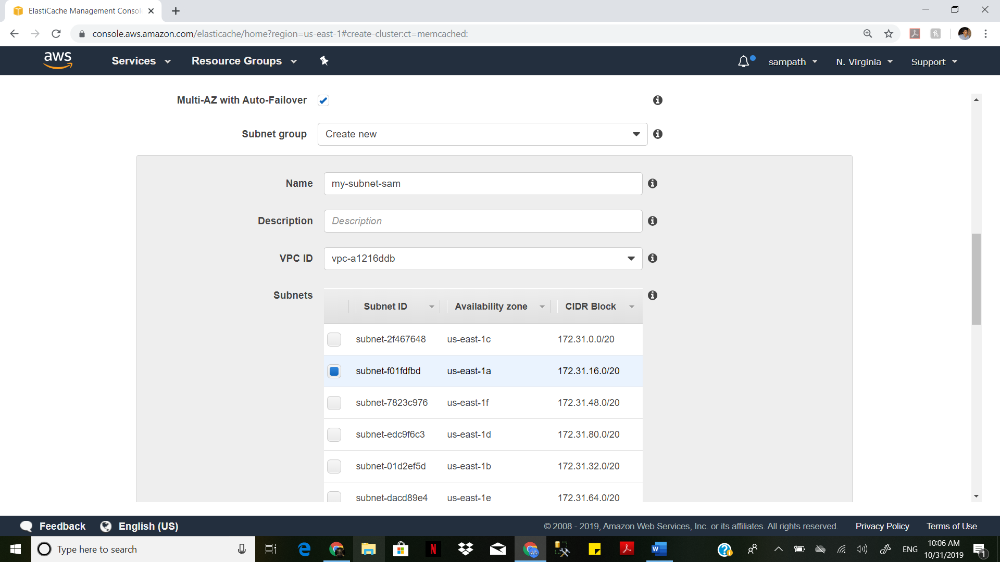 ElastiCache Management Consol
console.aws.amazon.com/elasticache/home?region=us-east-1#create-cluster:ct=memcached:
aws Services Resource Groups sampath N. Virginia Support
Multi-AZ with Auto-Failover
Subnet group Create new
Name my-subnet-sam
Description Description
VPC ID vpc-a1216ddb
Subnets
Subnet ID Availability zone CIDR Block
subnet-2f467648 us-east-1c 172.31.0.0/20
subnet-f01fdfbd us-east-1a 172.31.16.0/20
subnet-7823c976 us-east-1f 172.31.48.0/20
subnet-edc9f6c3 us-east-1d 172.31.80.0/20
subnet-01d2ef5d us-east-1b 172.31.32.0/20
subnet-dacd89e4 us-east-1e 172.31.64.0/20
Feedback English (US) © 2008 - 2019, Amazon Web Services, Inc. or its affiliates. All rights reserved. Privacy Policy Terms of Use
Type here to search ENG 10:06 AM
10/31/2019 1